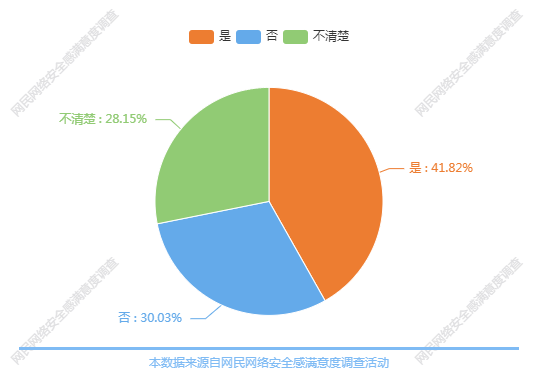 网民网络安全感满意度调查
网民网络安全感满意度调查
是 否 不清楚
不清楚 : 28.15%
是 : 41.82%
否 : 30.03%
网民网络安全感满意度调查
网民网络安全感满意度调查
本数据来源自网民网络安全感满意度调查活动